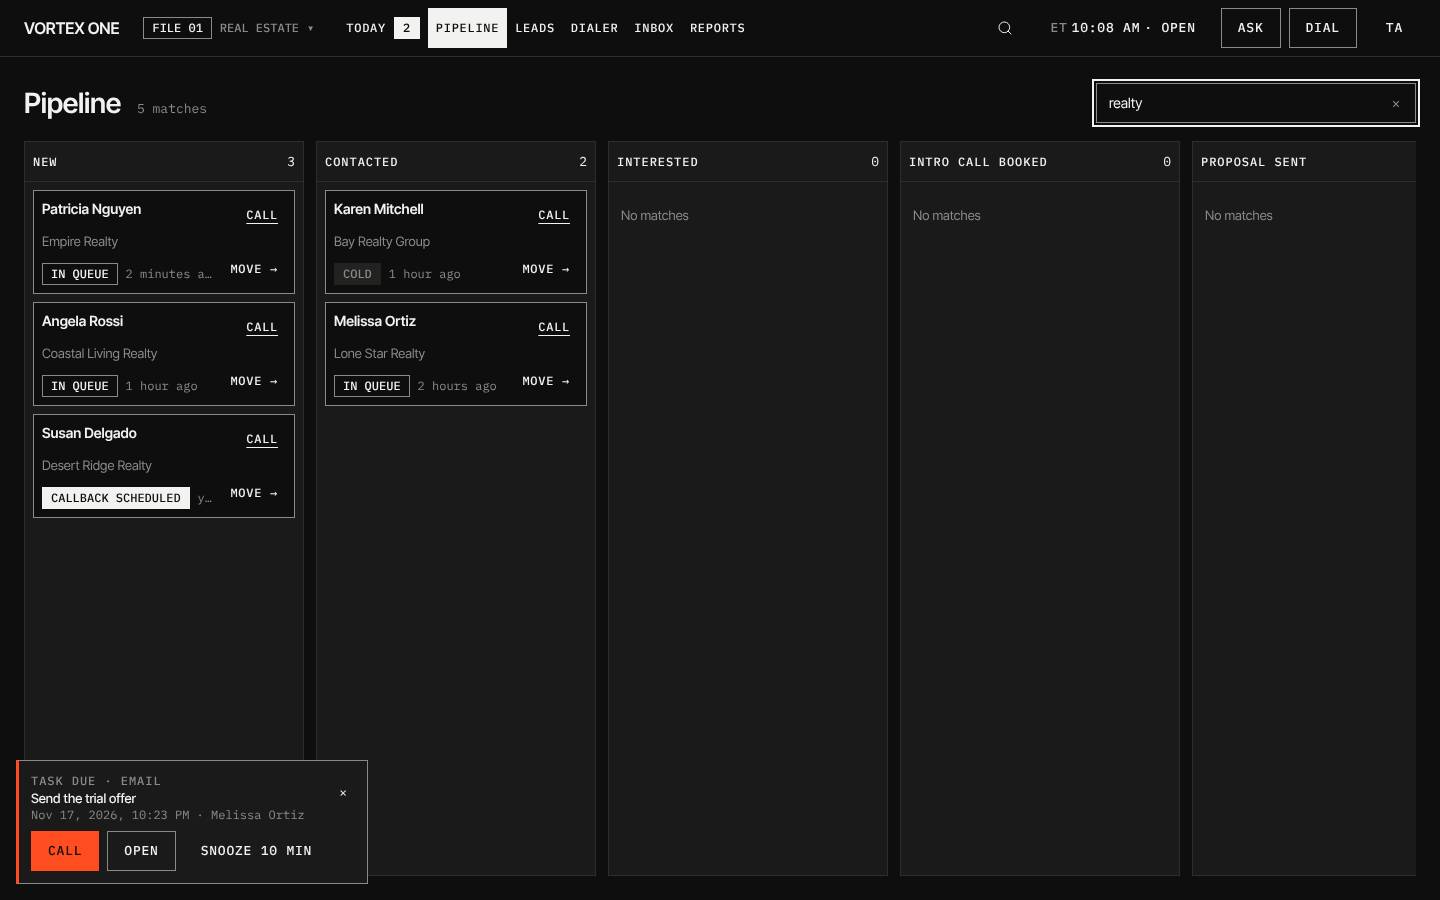 VORTEX ONE FILE 01 REAL ESTATE ▾ TODAY 2 PIPELINE LEADS DIALER INBOX REPORTS ET 10:08 AM · OPEN ASK DIAL TA
Pipeline 5 matches realty ×
NEW 3
Patricia Nguyen CALL
Empire Realty
IN QUEUE 2 minutes a… MOVE →
Angela Rossi CALL
Coastal Living Realty
IN QUEUE 1 hour ago MOVE →
Susan Delgado CALL
Desert Ridge Realty
CALLBACK SCHEDULED y… MOVE →
CONTACTED 2
Karen Mitchell CALL
Bay Realty Group
COLD 1 hour ago MOVE →
Melissa Ortiz CALL
Lone Star Realty
IN QUEUE 2 hours ago MOVE →
INTERESTED 0
No matches
INTRO CALL BOOKED 0
No matches
PROPOSAL SENT
No matches
TASK DUE · EMAIL ×
Send the trial offer
Nov 17, 2026, 10:23 PM · Melissa Ortiz
CALL OPEN SNOOZE 10 MIN